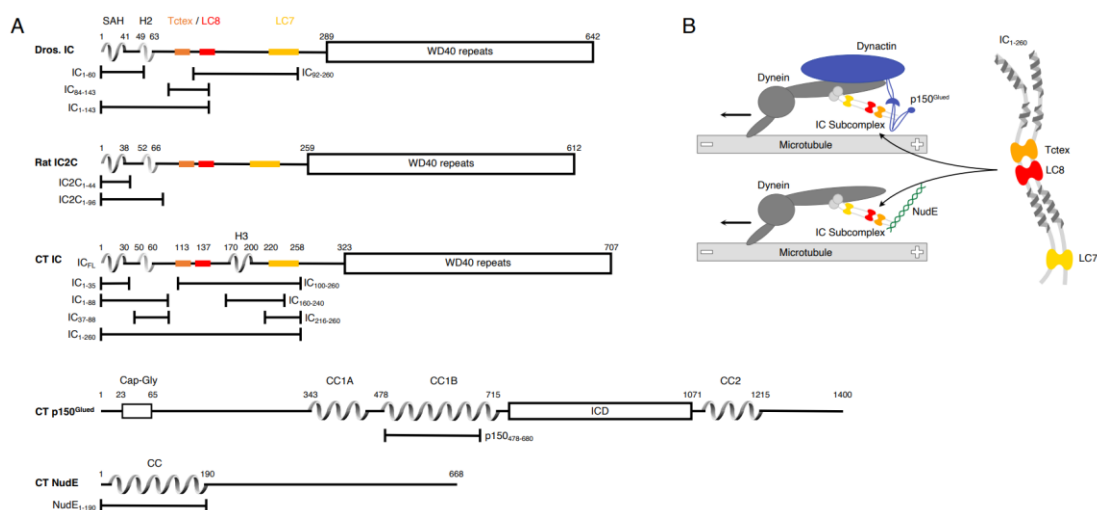 A
SAH H2 Tctex / LC8 LC7
1 41 49 63 289 642
Dros. IC WD40 repeats
IC1-60 IC92-260
IC84-143
IC1-143
1 38 52 66 259 612
Rat IC2C WD40 repeats
IC2C1-44
IC2C1-96
H3
1 30 50 60 113 137 170 200 220 258 323 707
CT IC ICFL WD40 repeats
IC1-35 IC100-260
IC1-88 IC160-240
IC37-88 IC216-260
IC1-260
Cap-Gly CC1A CC1B CC2
1 23 65 343 478 715 1071 1215 1400
CT p150Glued ICD
p150478-680
CC
1 190 668
CT NudE
NudE1-190
B
IC1-260
Dynactin
Dynein
p150Glued
IC Subcomplex
− Microtubule +
Tctex
LC8
Dynein
NudE
IC Subcomplex
− Microtubule +
LC7